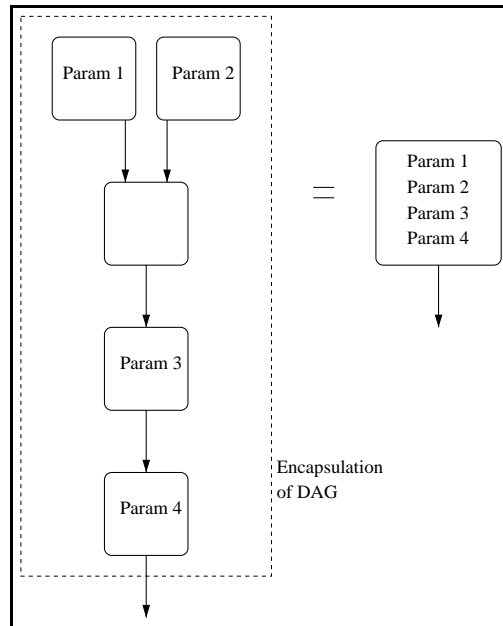 Param 1
Param 2
Param 3
Param 4
Encapsulation
of DAG
=
Param 1
Param 2
Param 3
Param 4